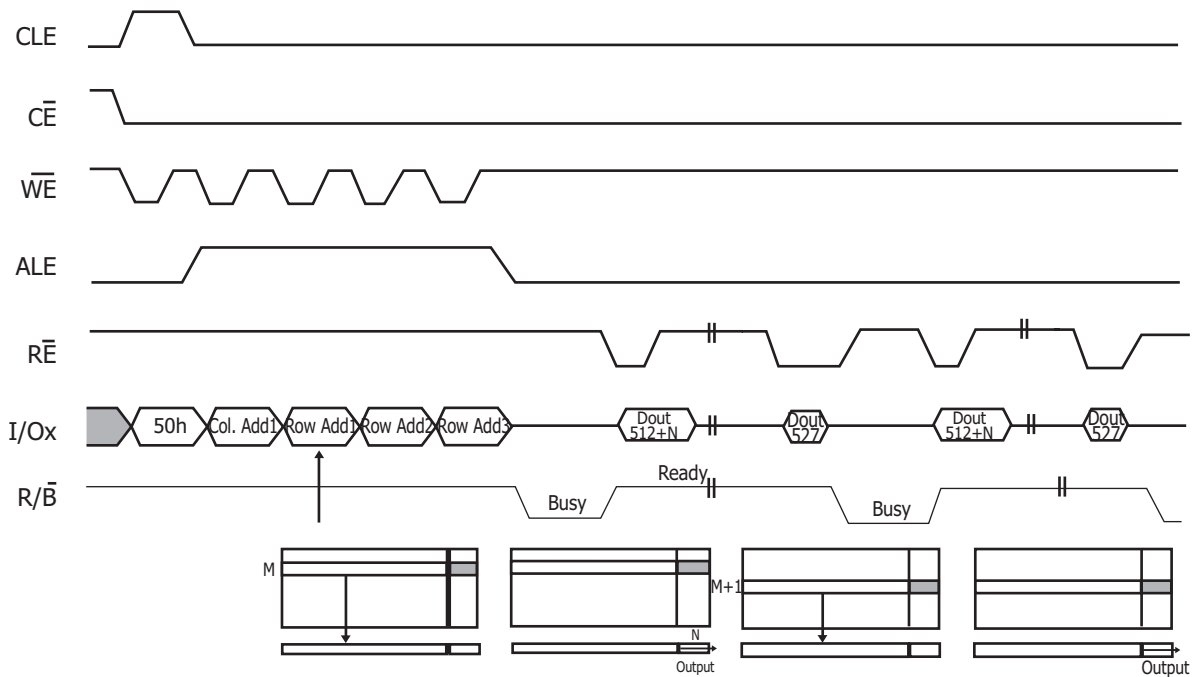 CLE
CE̅
W̅E̅
ALE
RE̅
I/Ox
50h
Col. Add1
Row Add1
Row Add2
Row Add3
Dout
512+N
Dout
527
Dout
512+N
Dout
527
R/B̅
Busy
Ready
Busy
M
M+1
N
Output
Output